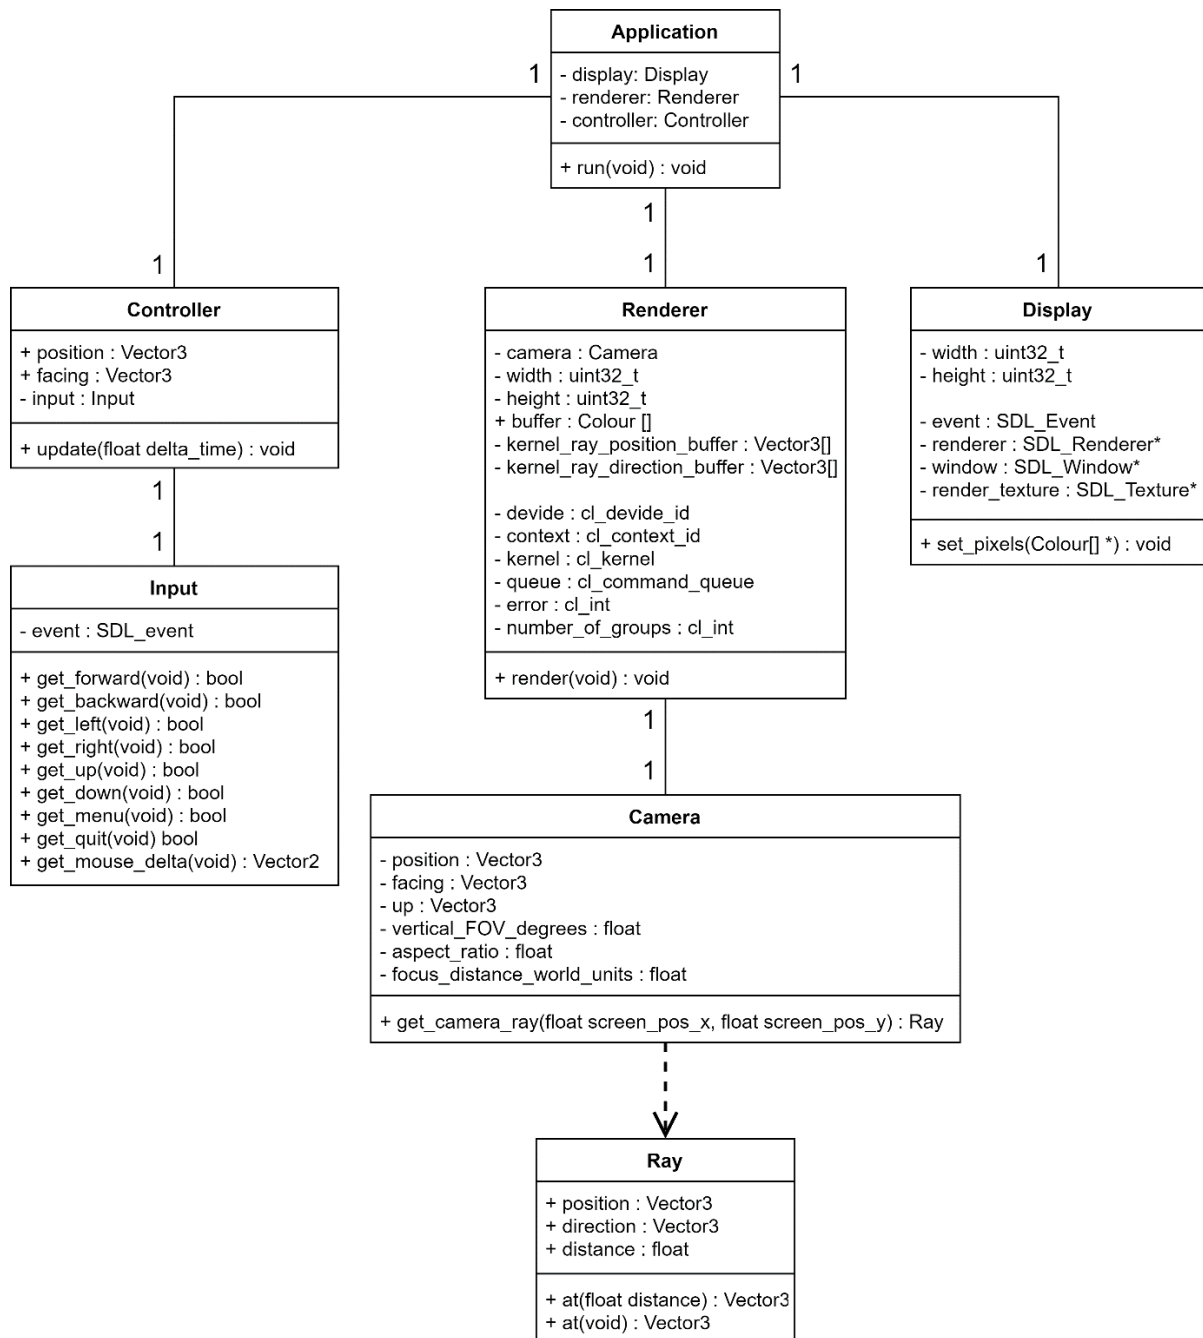 Application
- display: Display
- renderer: Renderer
- controller: Controller
+ run(void) : void
1
1
1
1
1
1
Controller
+ position : Vector3
+ facing : Vector3
- input : Input
+ update(float delta_time) : void
1
1
Input
- event : SDL_event
+ get_forward(void) : bool
+ get_backward(void) : bool
+ get_left(void) : bool
+ get_right(void) : bool
+ get_up(void) : bool
+ get_down(void) : bool
+ get_menu(void) : bool
+ get_quit(void) bool
+ get_mouse_delta(void) : Vector2
Renderer
- camera : Camera
- width : uint32_t
- height : uint32_t
+ buffer : Colour []
- kernel_ray_position_buffer : Vector3[]
- kernel_ray_direction_buffer : Vector3[]
- devide : cl_devide_id
- context : cl_context_id
- kernel : cl_kernel
- queue : cl_command_queue
- error : cl_int
- number_of_groups : cl_int
+ render(void) : void
1
1
Display
- width : uint32_t
- height : uint32_t
- event : SDL_Event
- renderer : SDL_Renderer*
- window : SDL_Window*
- render_texture : SDL_Texture*
+ set_pixels(Colour[] *) : void
Camera
- position : Vector3
- facing : Vector3
- up : Vector3
- vertical_FOV_degrees : float
- aspect_ratio : float
- focus_distance_world_units : float
+ get_camera_ray(float screen_pos_x, float screen_pos_y) : Ray
Ray
+ position : Vector3
+ direction : Vector3
+ distance : float
+ at(float distance) : Vector3
+ at(void) : Vector3